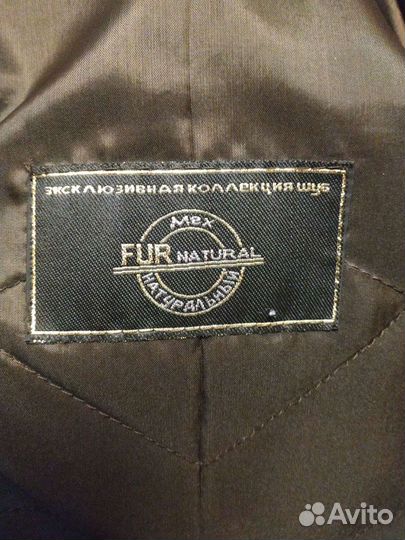 ЭКСКЛЮЗИВНАЯ КОЛЛЕКЦИЯ ШУБ
Мех
FUR NATURAL
НАТУРАЛЬНЫЙ
Avito